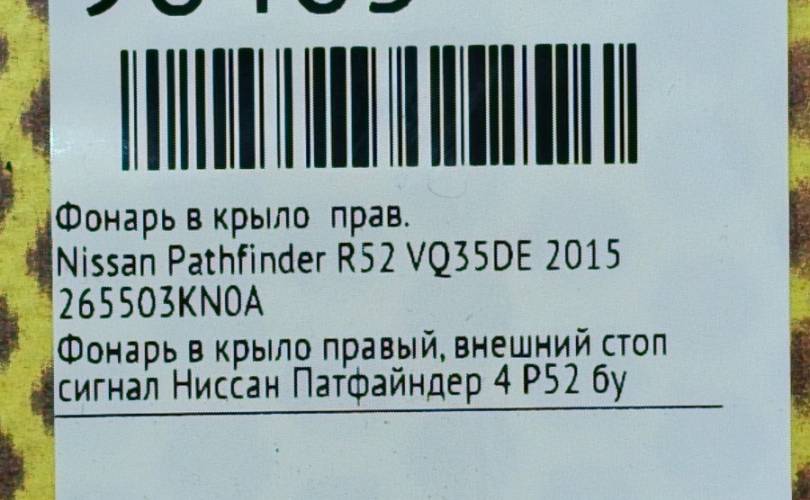 Фонарь в крыло прав.
Nissan Pathfinder R52 VQ35DE 2015
265503KN0A
Фонарь в крыло правый, внешний стоп
сигнал Ниссан Патфайндер 4 Р52 бу